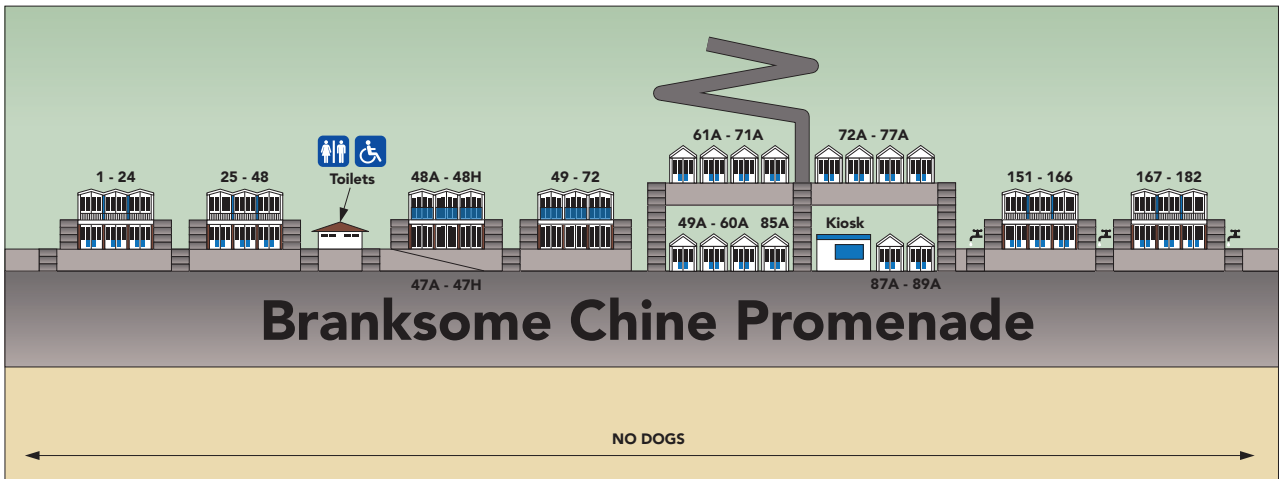 61A - 71A
72A - 77A
Toilets
1 - 24
25 - 48
48A - 48H
49 - 72
151 - 166
167 - 182
49A - 60A
85A
Kiosk
47A - 47H
87A - 89A
Branksome Chine Promenade
NO DOGS